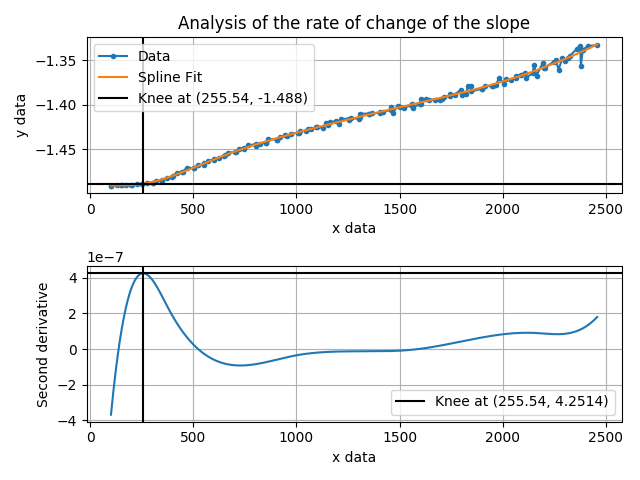 Analysis of the rate of change of the slope
Data
Spline Fit
Knee at (255.54, -1.488)
y data
−1.35
−1.40
−1.45
0 500 1000 1500 2000 2500
x data
1e−7
Second derivative
4
2
0
−2
−4
Knee at (255.54, 4.2514)
0 500 1000 1500 2000 2500
x data